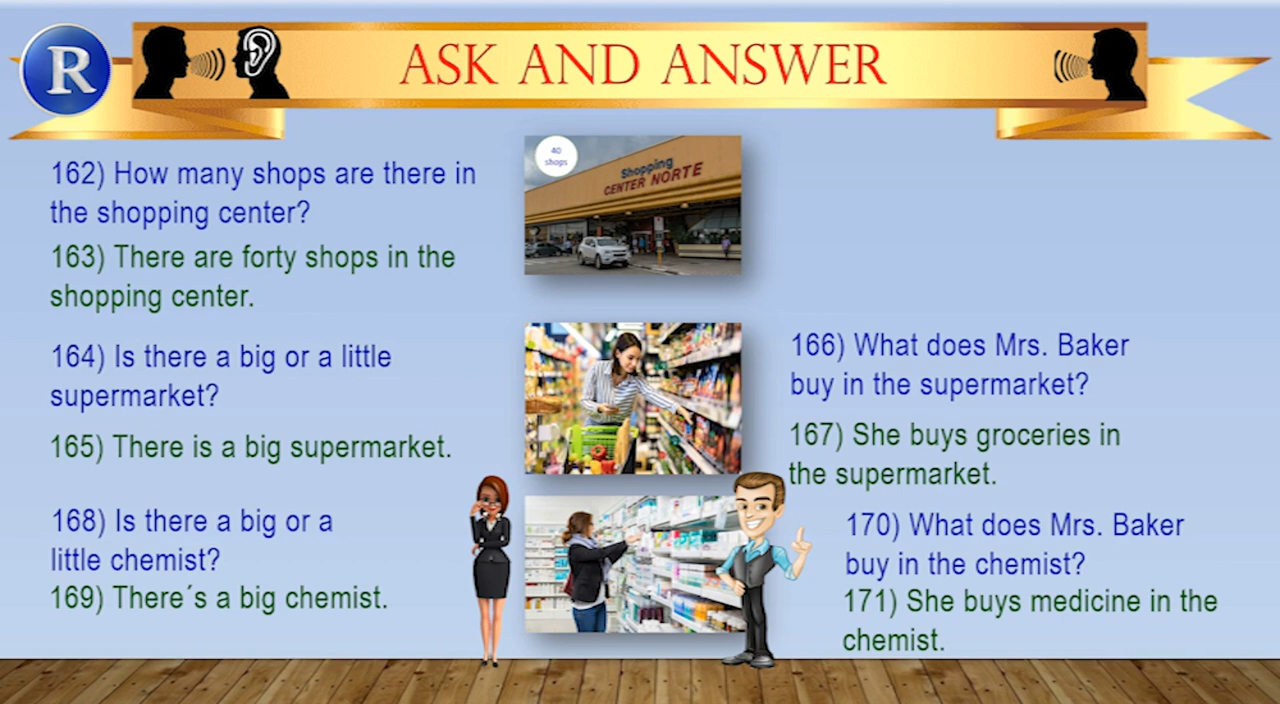 R
ASK AND ANSWER
40
shops
Shopping
CENTER NORTE
162) How many shops are there in
the shopping center?
163) There are forty shops in the
shopping center.
164) Is there a big or a little
supermarket?
165) There is a big supermarket.
166) What does Mrs. Baker
buy in the supermarket?
167) She buys groceries in
the supermarket.
168) Is there a big or a
little chemist?
169) There´s a big chemist.
170) What does Mrs. Baker
buy in the chemist?
171) She buys medicine in the
chemist.